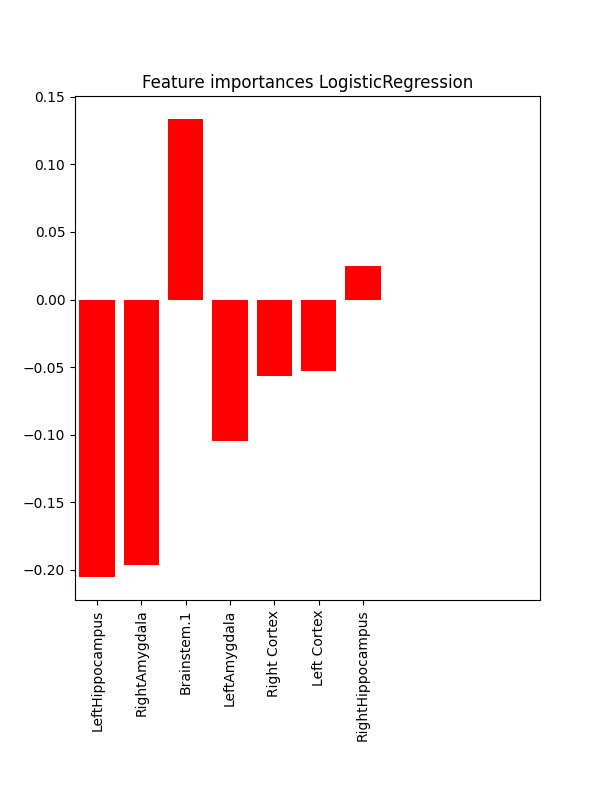 Feature importances LogisticRegression
0.15
0.10
0.05
0.00
−0.05
−0.10
−0.15
−0.20
LeftHippocampus
RightAmygdala
Brainstem.1
LeftAmygdala
Right Cortex
Left Cortex
RightHippocampus